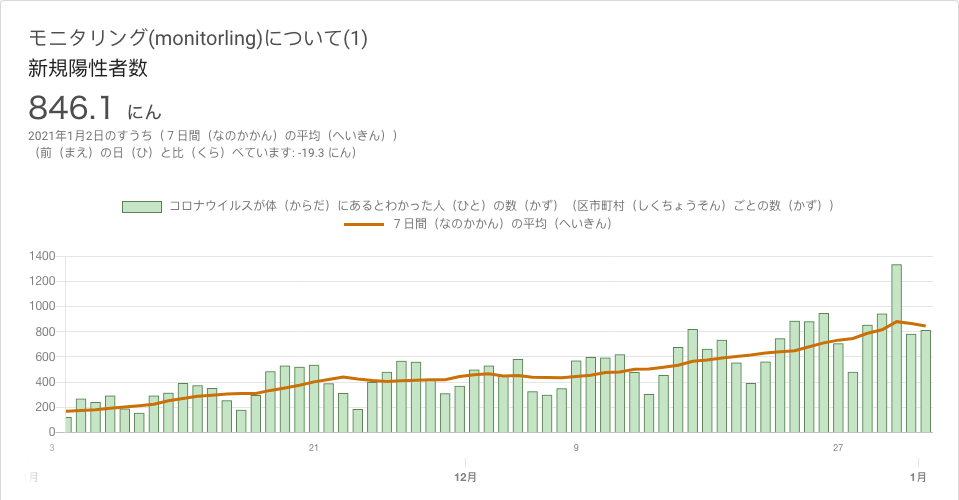 モニタリング(monitorling)について(1)
新規陽性者数
846.1 にん
2021年1月2日のすうち（７日間（なのかかん）の平均（へいきん））
（前（まえ）の日（ひ）と比（くら）べています: -19.3 にん）
コロナウイルスが体（からだ）にあるとわかった人（ひと）の数（かず）（区市町村（しくちょうそん）ごとの数（かず））
７日間（なのかかん）の平均（へいきん）
1400
1200
1000
800
600
400
200
0
3 21 9 27
月 12月 1月